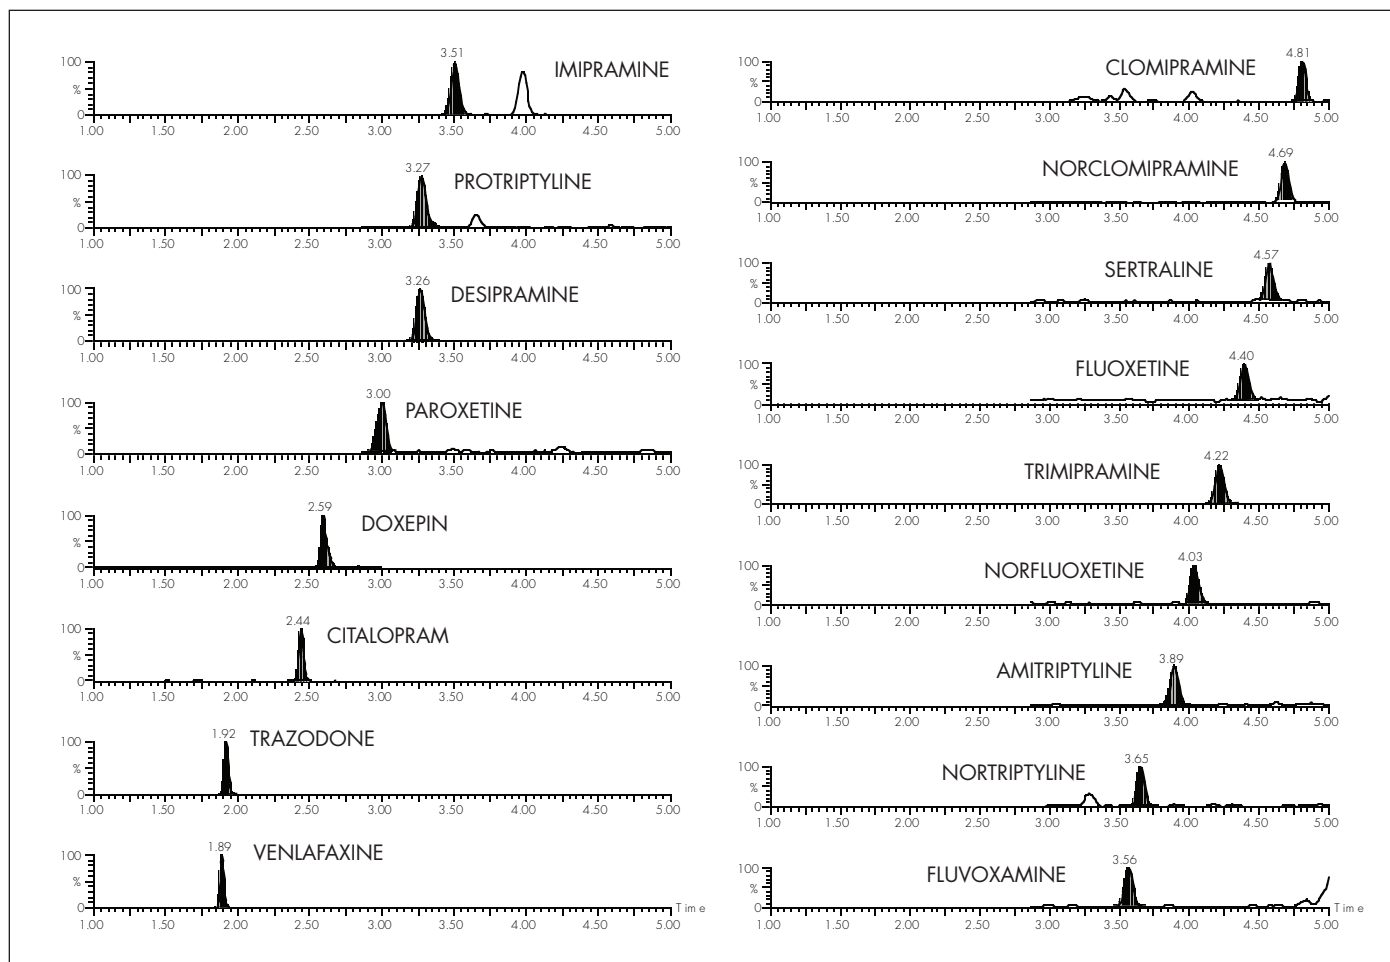 3.51
IMIPRAMINE
100
%
0
1.00 1.50 2.00 2.50 3.00 3.50 4.00 4.50 5.00
3.27
PROTRIPTYLINE
100
%
0
1.00 1.50 2.00 2.50 3.00 3.50 4.00 4.50 5.00
3.26
DESIPRAMINE
100
%
0
1.00 1.50 2.00 2.50 3.00 3.50 4.00 4.50 5.00
3.00
PAROXETINE
100
%
0
1.00 1.50 2.00 2.50 3.00 3.50 4.00 4.50 5.00
2.59
DOXEPIN
100
%
0
1.00 1.50 2.00 2.50 3.00 3.50 4.00 4.50 5.00
2.44
CITALOPRAM
100
%
0
1.00 1.50 2.00 2.50 3.00 3.50 4.00 4.50 5.00
1.92
TRAZODONE
100
%
0
1.00 1.50 2.00 2.50 3.00 3.50 4.00 4.50 5.00
1.89
VENLAFAXINE
100
%
0
Time
1.00 1.50 2.00 2.50 3.00 3.50 4.00 4.50 5.00
4.81
CLOMIPRAMINE
100
%
0
1.00 1.50 2.00 2.50 3.00 3.50 4.00 4.50 5.00
4.69
NORCLOMIPRAMINE
100
%
0
1.00 1.50 2.00 2.50 3.00 3.50 4.00 4.50 5.00
4.57
SERTRALINE
100
%
0
1.00 1.50 2.00 2.50 3.00 3.50 4.00 4.50 5.00
4.40
FLUOXETINE
100
%
0
1.00 1.50 2.00 2.50 3.00 3.50 4.00 4.50 5.00
4.22
TRIMIPRAMINE
100
%
0
1.00 1.50 2.00 2.50 3.00 3.50 4.00 4.50 5.00
4.03
NORFLUOXETINE
100
%
0
1.00 1.50 2.00 2.50 3.00 3.50 4.00 4.50 5.00
3.89
AMITRIPTYLINE
100
%
0
1.00 1.50 2.00 2.50 3.00 3.50 4.00 4.50 5.00
3.65
NORTRIPTYLINE
100
%
0
1.00 1.50 2.00 2.50 3.00 3.50 4.00 4.50 5.00
3.56
FLUVOXAMINE
100
%
0
Time
1.00 1.50 2.00 2.50 3.00 3.50 4.00 4.50 5.00